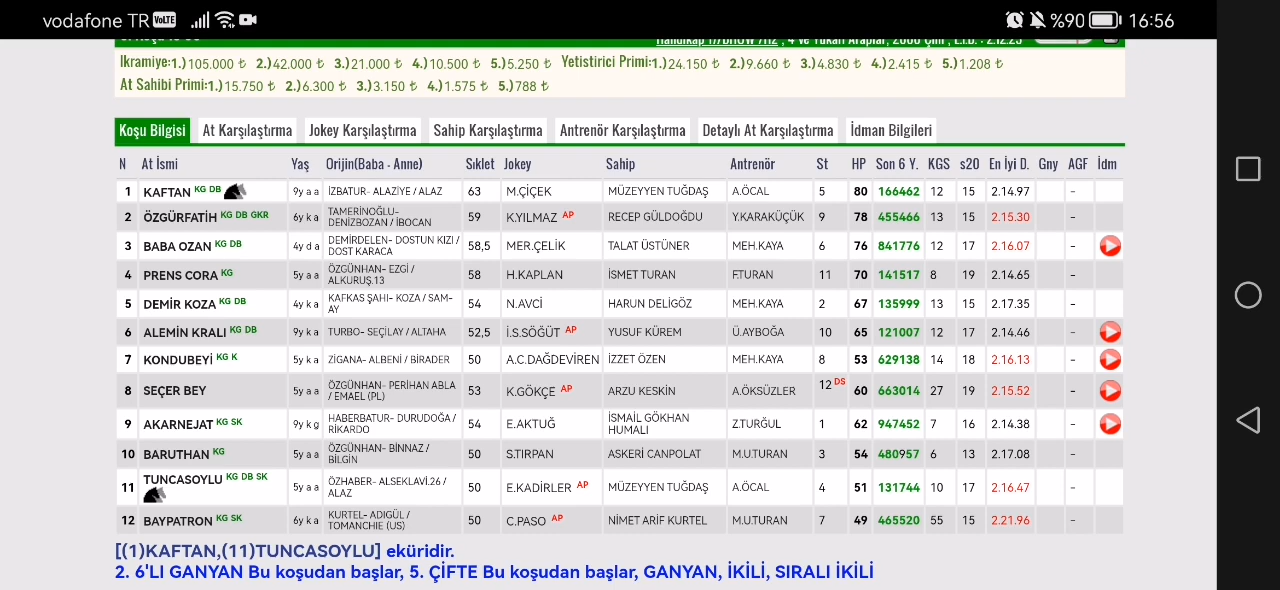 vodafone TR VoLTE %90 16:56
Handikap 17/DHÖW /H2 , 4 ve Yukarı Araplar, 2000 Çim , E.İ.D. : 2.12.23
İkramiye:1.)105.000 ₺ 2.)42.000 ₺ 3.)21.000 ₺ 4.)10.500 ₺ 5.)5.250 ₺ Yetistirici Primi:1.)24.150 ₺ 2.)9.660 ₺ 3.)4.830 ₺ 4.)2.415 ₺ 5.)1.208 ₺
At Sahibi Primi:1.)15.750 ₺ 2.)6.300 ₺ 3.)3.150 ₺ 4.)1.575 ₺ 5.)788 ₺
Koşu Bilgisi At Karşılaştırma Jokey Karşılaştırma Sahip Karşılaştırma Antrenör Karşılaştırma Detaylı At Karşılaştırma İdman Bilgileri
N At İsmi Yaş Orijin(Baba - Anne) Sıklet Jokey Sahip Antrenör St HP Son 6 Y. KGS s20 En İyi D. Gny AGF İdm
1 KAFTAN KG DB 9y a a İZBATUR- ALAZİYE / ALAZ 63 M.ÇİÇEK MÜZEYYEN TUĞDAŞ A.ÖCAL 5 80 166462 12 15 2.14.97 -
2 ÖZGÜRFATİH KG DB GKR 6y k a TAMERİNOĞLU- DENİZBOZAN / İBOCAN 59 K.YILMAZ AP RECEP GÜLDOĞDU Y.KARAKÜÇÜK 9 78 455466 13 15 2.15.30 -
3 BABA OZAN KG DB 4y d a DEMİRDELEN- DOSTUN KIZI / DOST KARACA 58,5 MER.ÇELİK TALAT ÜSTÜNER MEH.KAYA 6 76 841776 12 17 2.16.07 -
4 PRENS CORA KG 5y a a ÖZGÜNHAN- EZGİ / ALKURUŞ.13 58 H.KAPLAN İSMET TURAN F.TURAN 11 70 141517 8 19 2.14.65 -
5 DEMİR KOZA KG DB 4y k a KAFKAS ŞAHI- KOZA / SAM-AY 54 N.AVCİ HARUN DELİGÖZ MEH.KAYA 2 67 135999 13 15 2.17.35 -
6 ALEMİN KRALI KG DB 9y k a TURBO- SEÇİLAY / ALTAHA 52,5 İ.S.SÖĞÜT AP YUSUF KÜREM Ü.AYBOĞA 10 65 121007 12 17 2.14.46 -
7 KONDUBEYİ KG K 5y k a ZİGANA- ALBENİ / BİRADER 50 A.C.DAĞDEVİREN İZZET ÖZEN MEH.KAYA 8 53 629138 14 18 2.16.13 -
8 SEÇER BEY 5y a a ÖZGÜNHAN- PERİHAN ABLA / EMAEL (PL) 53 K.GÖKÇE AP ARZU KESKİN A.ÖKSÜZLER 12 DS 60 663014 27 19 2.15.52 -
9 AKARNEJAT KG SK 9y k g HABERBATUR- DURUDOĞA / RİKARDO 54 E.AKTUĞ İSMAİL GÖKHAN HUMALI Z.TURĞUL 1 62 947452 7 16 2.14.38 -
10 BARUTHAN KG 5y a a ÖZGÜNHAN- BİNNAZ / BİLGİN 50 S.TIRPAN ASKERİ CANPOLAT M.U.TURAN 3 54 480957 6 13 2.17.08 -
11 TUNCASOYLU KG DB SK 5y a a ÖZHABER- ALSEKLAVİ.26 / ALAZ 50 E.KADİRLER AP MÜZEYYEN TUĞDAŞ A.ÖCAL 4 51 131744 10 17 2.16.47 -
12 BAYPATRON KG SK 6y k a KURTEL- ADIGÜL / TOMANCHIE (US) 50 C.PASO AP NİMET ARİF KURTEL M.U.TURAN 7 49 465520 55 15 2.21.96 -
[(1)KAFTAN,(11)TUNCASOYLU] eküridir.
2. 6'LI GANYAN Bu koşudan başlar, 5. ÇİFTE Bu koşudan başlar, GANYAN, İKİLİ, SIRALI İKİLİ